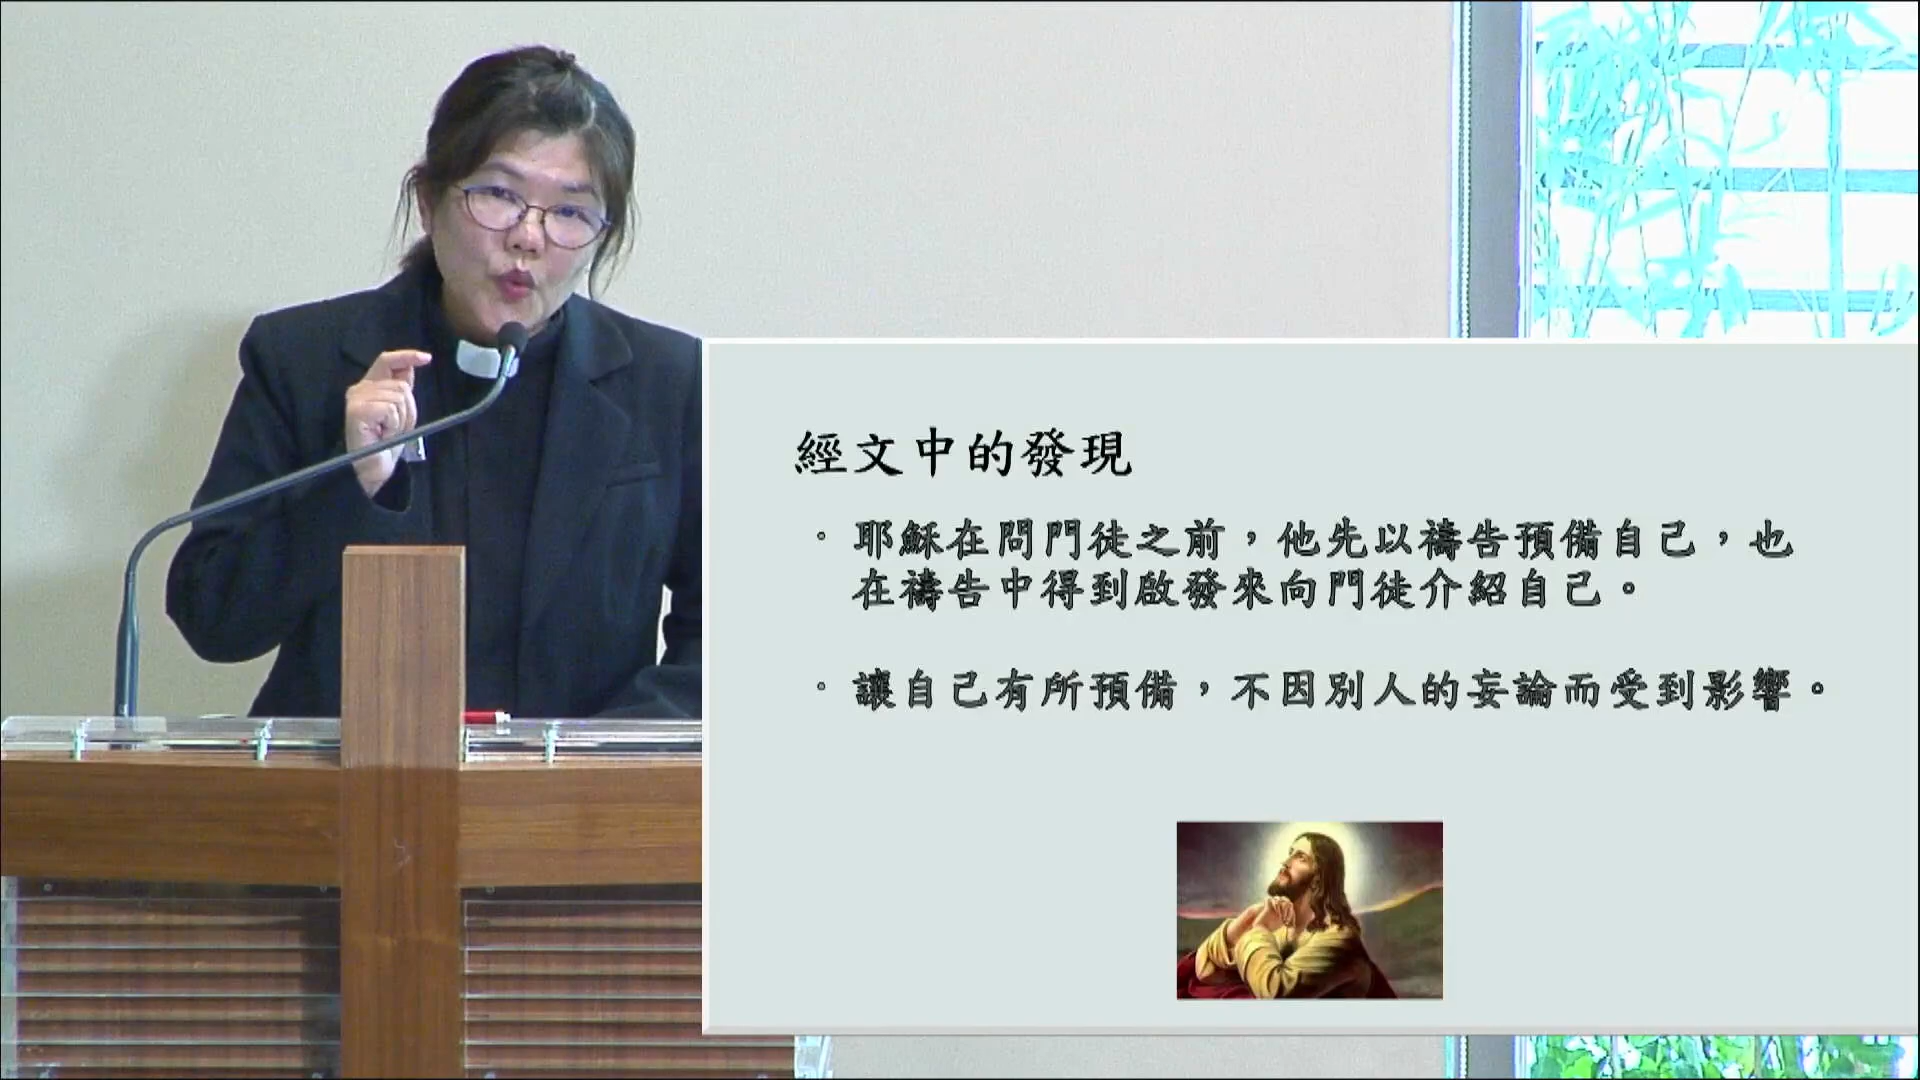 經文中的發現
• 耶穌在問門徒之前，他先以禱告預備自己，也
在禱告中得到啟發來向門徒介紹自己。
• 讓自己有所預備，不因別人的妄論而受到影響。